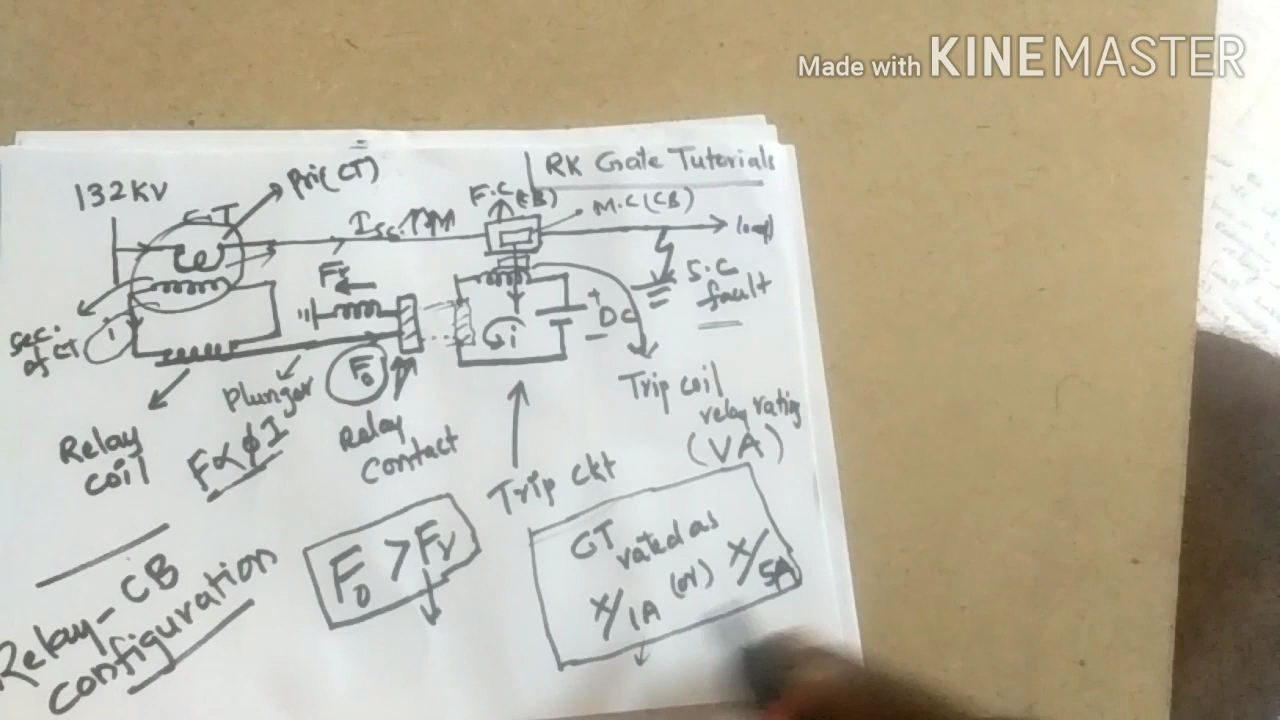 Made with KINEMASTER
RK Gate Tutorials
132KV
CT
Pri(CT)
Isc↑↑↑
F.C(CB)
M.C(CB)
load
S.C
fault
Fr
+
DC
-
i
sec.
of CT
i
Plunger
Fo
Relay
coil
F∝ϕI
Relay
contact
Trip ckt
Trip coil
relay rating
(VA)
Fo > Fr
CT rated as
X/1A (or) X/5A
Relay-CB
configuration